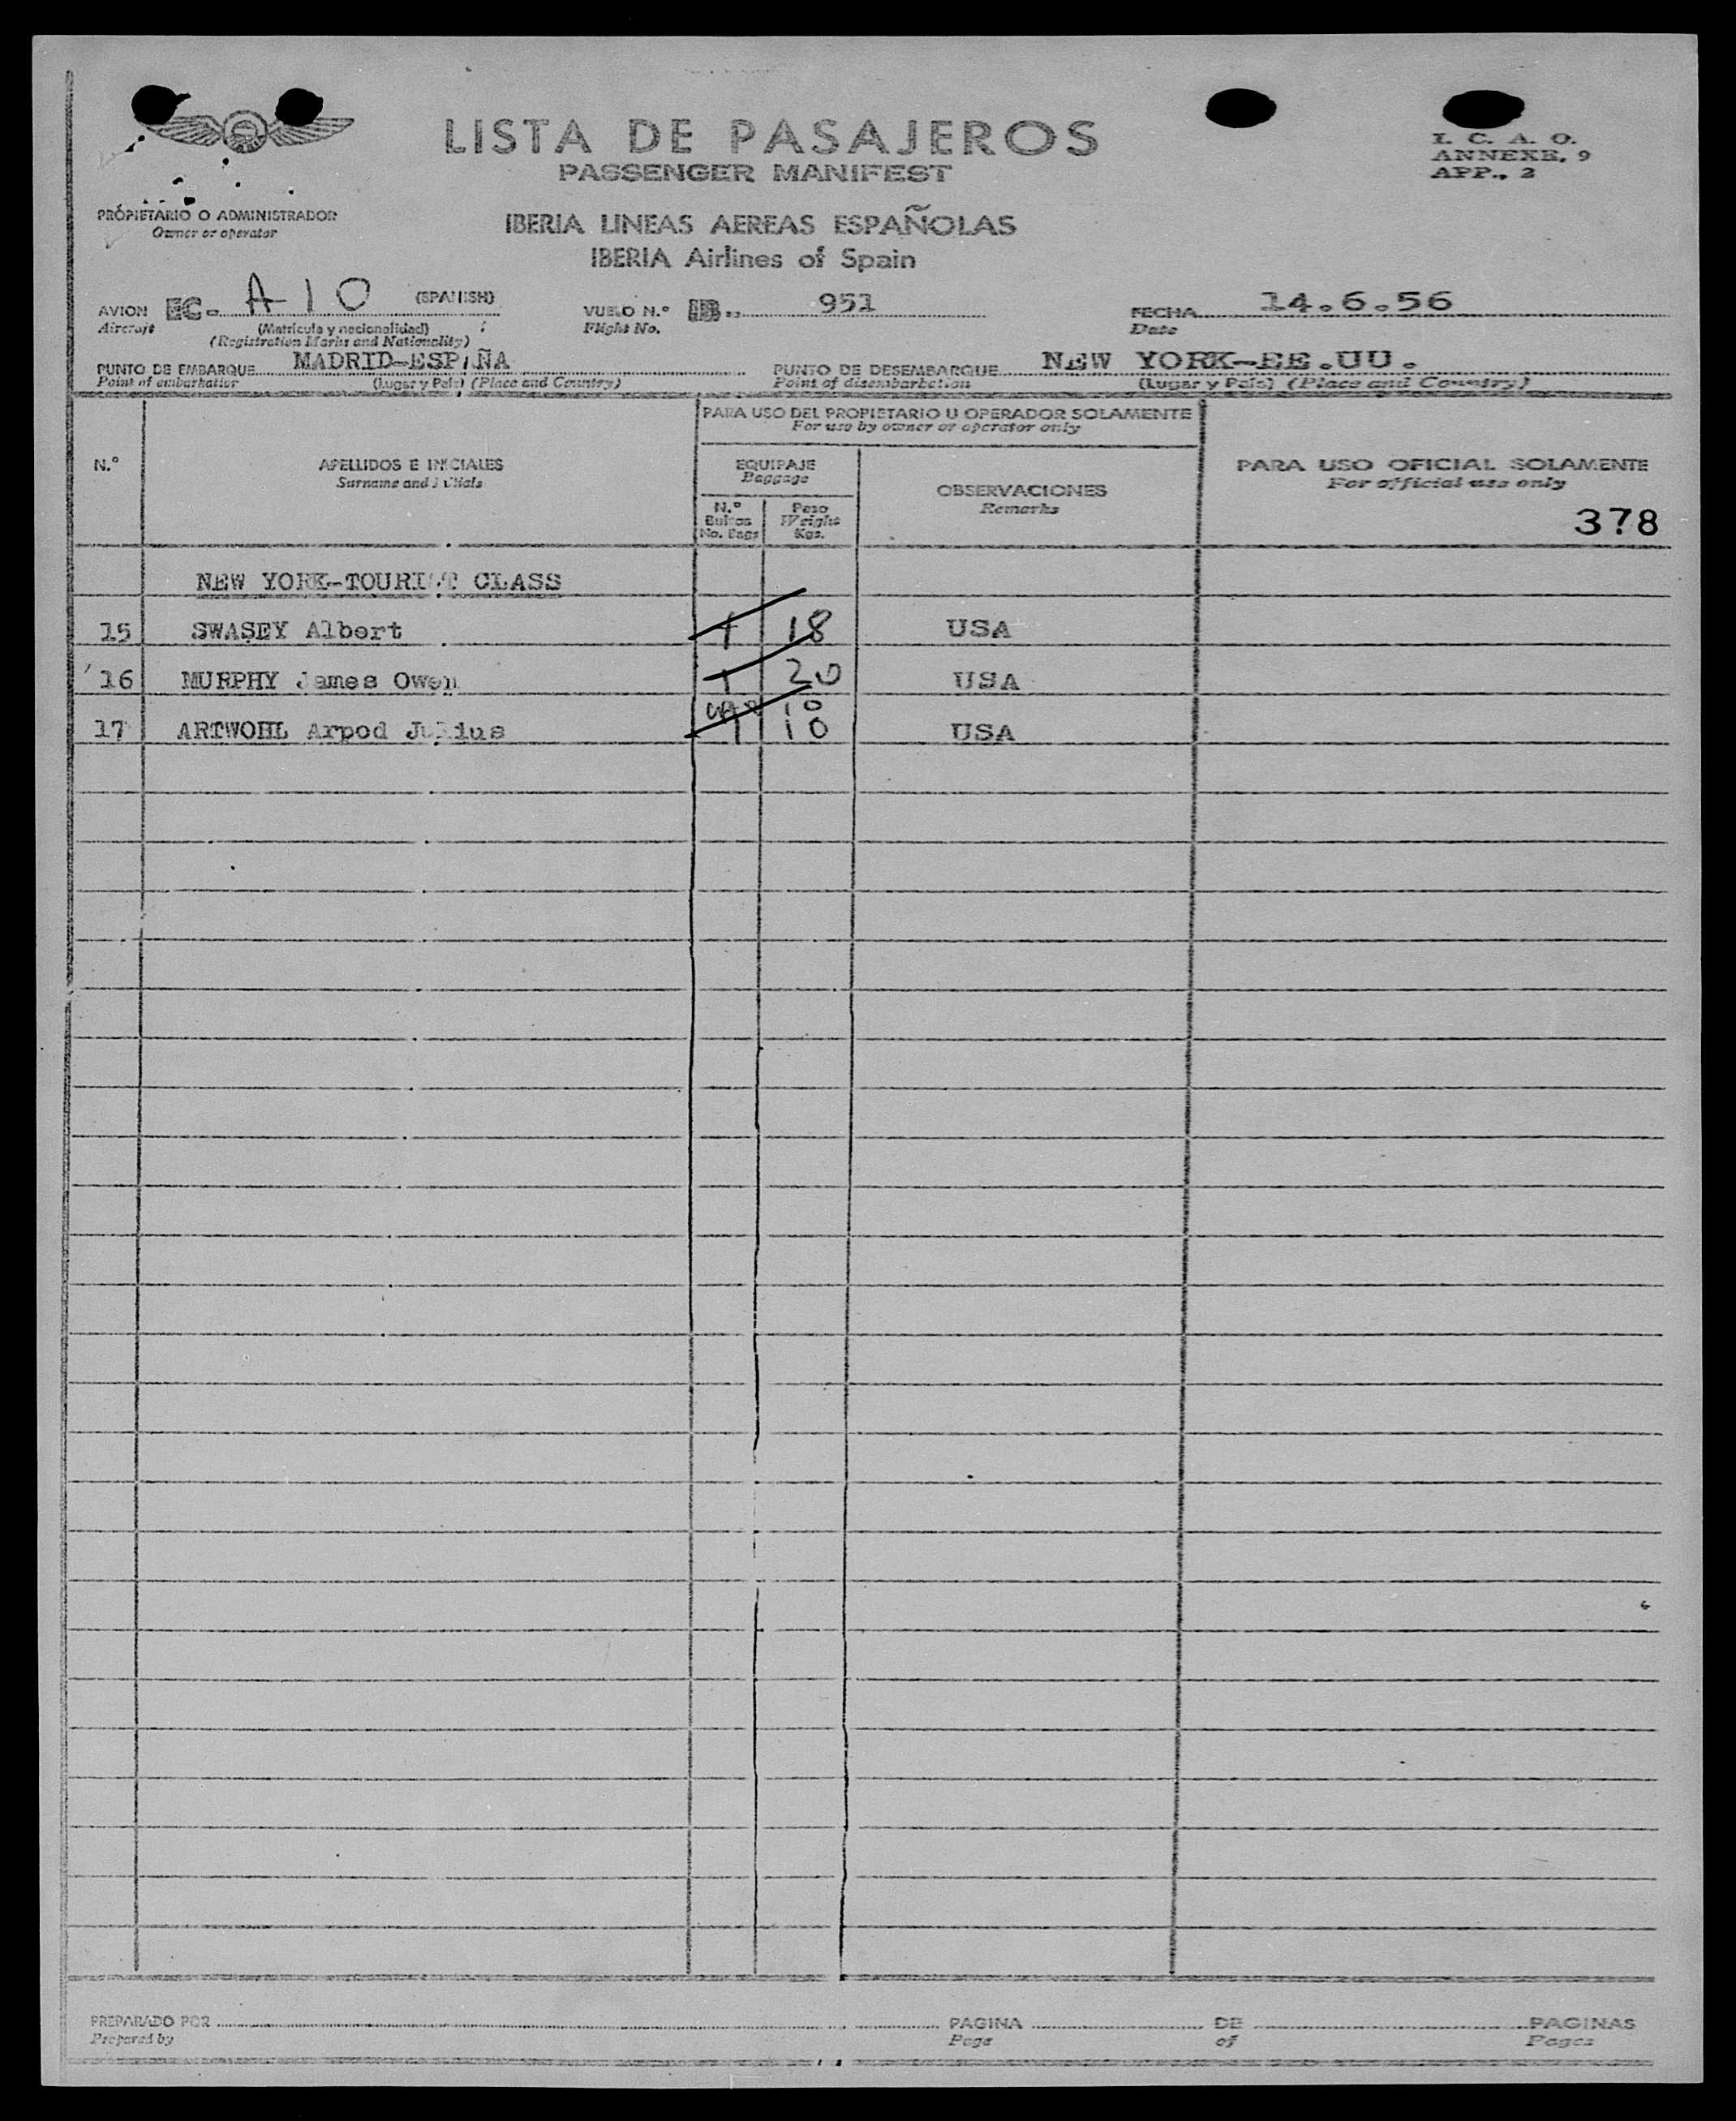 LISTA DE PASAJEROS
PASSENGER MANIFEST
I. C. A. O.
ANNEXE, 9
APP., 2
PROPIETARIO O ADMINISTRADOR
Owner or operator
IBERIA LINEAS AEREAS ESPAÑOLAS
IBERIA Airlines of Spain
AVION EC- A I O (SPANISH) VUELO N.º IB.. 951 FECHA 14.6.56
Aircraft (Matrícula y nacionalidad) Flight No. Date
(Registration Marks and Nationality)
PUNTO DE EMBARQUE MADRID-ESPAÑA PUNTO DE DESEMBARQUE NEW YORK-EE.UU.
Point of embarkation (Lugar y País) (Place and Country) Point of disembarkation (Lugar y País) (Place and Country)
PARA USO DEL PROPIETARIO U OPERADOR SOLAMENTE
For use by owner or operator only
N.º APELLIDOS E INICIALES EQUIPAJE PARA USO OFICIAL SOLAMENTE
Surname and initials Baggage For official use only
OBSERVACIONES
Remarks
N.º Bultos Peso
No. Bags Weight Kgs.
378
NEW YORK-TOURIST CLASS
15 SWASEY Albert 1 18 USA
16 MURPHY James Owen 1 20 USA
10
17 ARTWOHL Arpod Julius 1 10 USA
PREPARADO POR PAGINA DE PAGINAS
Prepared by Page of Pages